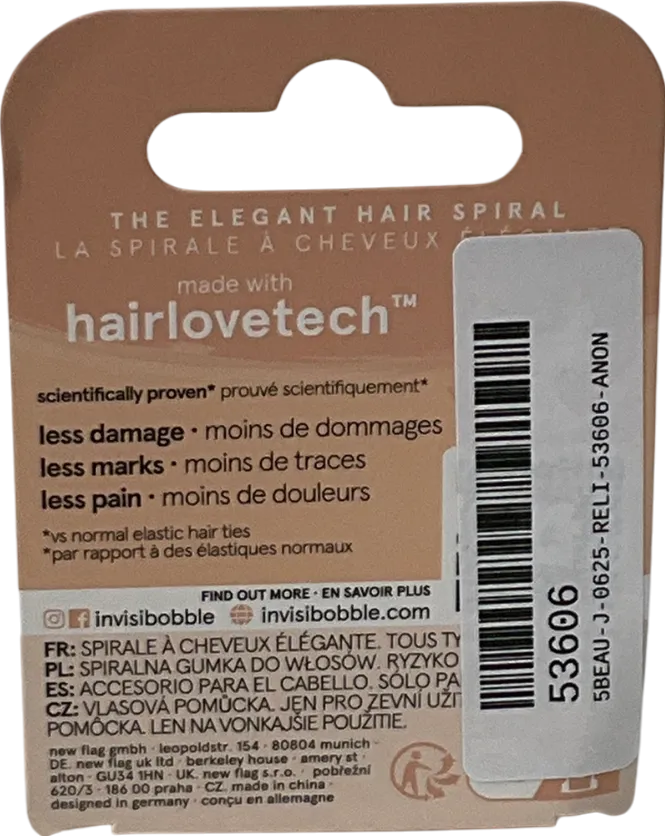 THE ELEGANT HAIR SPIRAL
LA SPIRALE À CHEVEUX
made with
hairlovetech™
scientifically proven* prouvé scientifiquement*
less damage · moins de dommages
less marks · moins de traces
less pain · moins de douleurs
*vs normal elastic hair ties
*par rapport à des élastiques normaux
FIND OUT MORE · EN SAVOIR PLUS
invisibobble invisibobble.com
FR: SPIRALE À CHEVEUX ÉLÉGANTE. TOUS
PL: SPIRALNA GUMKA DO WŁOSÓW. RYZYKO
ES: ACCESORIO PARA EL CABELLO. SÓLO
CZ: VLASOVÁ POMŮCKA. JEN PRO ZEVNÍ
POMÔCKA. LEN NA VONKAJŠIE POUŽITIE.
new flag gmbh · leopoldstr. 154 · 80804 munich ·
DE. new flag uk ltd · berkeley house · amery st ·
alton · GU34 1HN · UK. new flag s.r.o. · pobřežní
620/3 · 186 00 praha · CZ. made in china ·
designed in germany · conçu en allemagne
53606
5BEAU-J-0625-RELI-53606-ANON